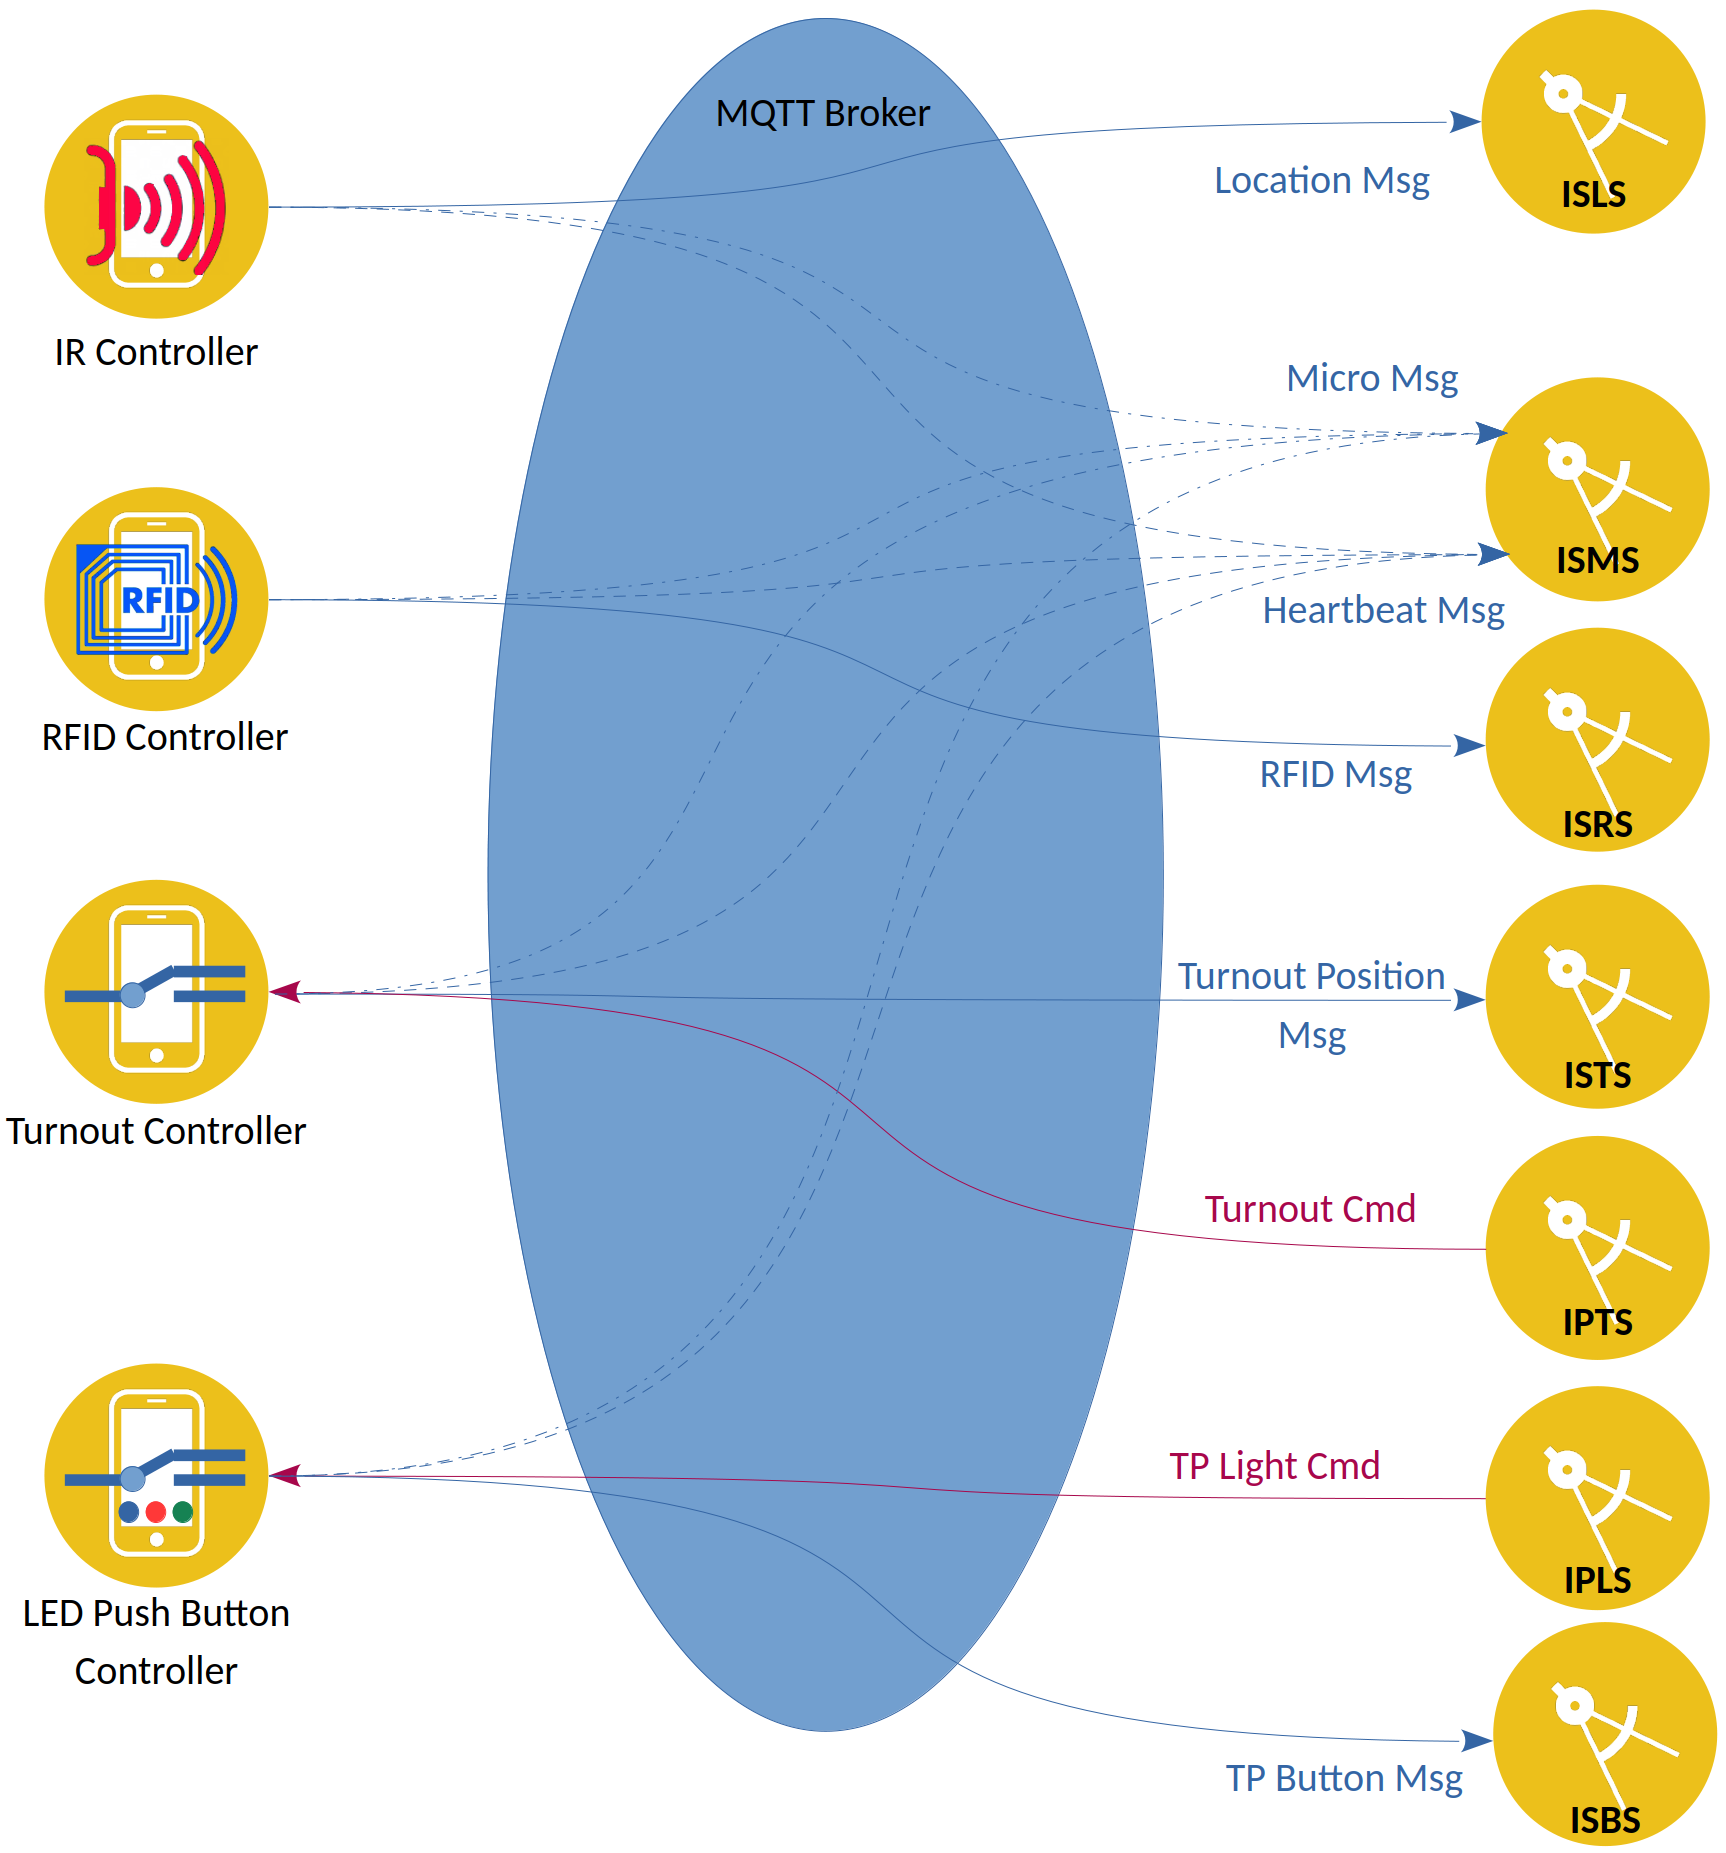 MQTT Broker
Location Msg
ISLS
IR Controller
Micro Msg
ISMS
Heartbeat Msg
RFID
RFID Controller
RFID Msg
ISRS
Turnout Position
Msg
ISTS
Turnout Controller
Turnout Cmd
IPTS
TP Light Cmd
IPLS
LED Push Button
Controller
TP Button Msg
ISBS